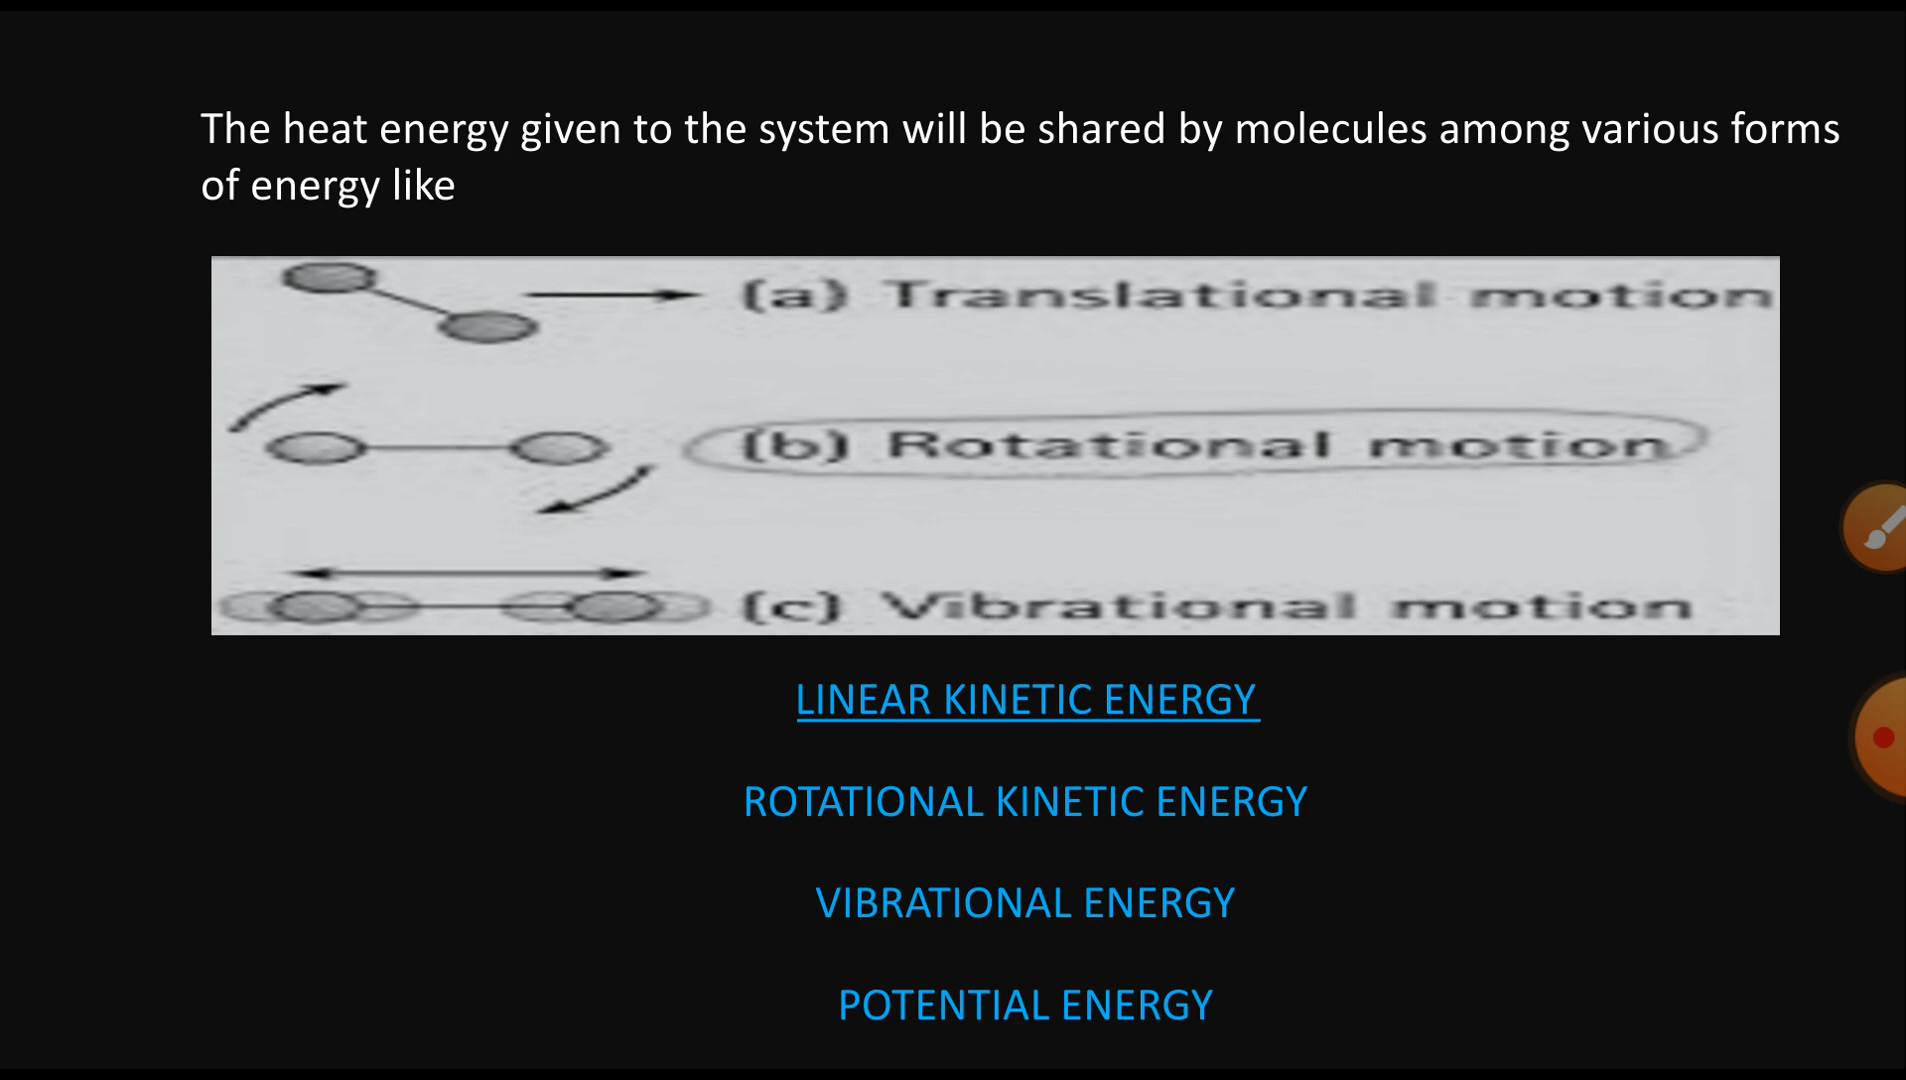 The heat energy given to the system will be shared by molecules among various forms
of energy like
(a) Translational motion
(b) Rotational motion
(c) Vibrational motion
LINEAR KINETIC ENERGY
ROTATIONAL KINETIC ENERGY
VIBRATIONAL ENERGY
POTENTIAL ENERGY